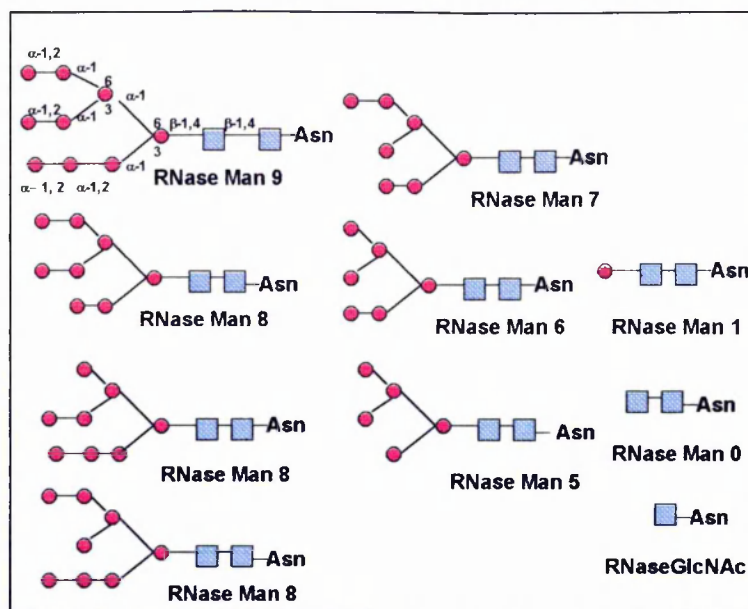 α-1,2
α-1
6
α-1,2
α-1
3
α-1
6
β-1,4
β-1,4
Asn
3
α-1
α- 1, 2
α-1,2
RNase Man 9
Asn
RNase Man 7
Asn
RNase Man 8
Asn
RNase Man 6
Asn
RNase Man 1
Asn
RNase Man 8
Asn
RNase Man 5
Asn
RNase Man 0
Asn
RNase Man 8
Asn
RNaseGlcNAc